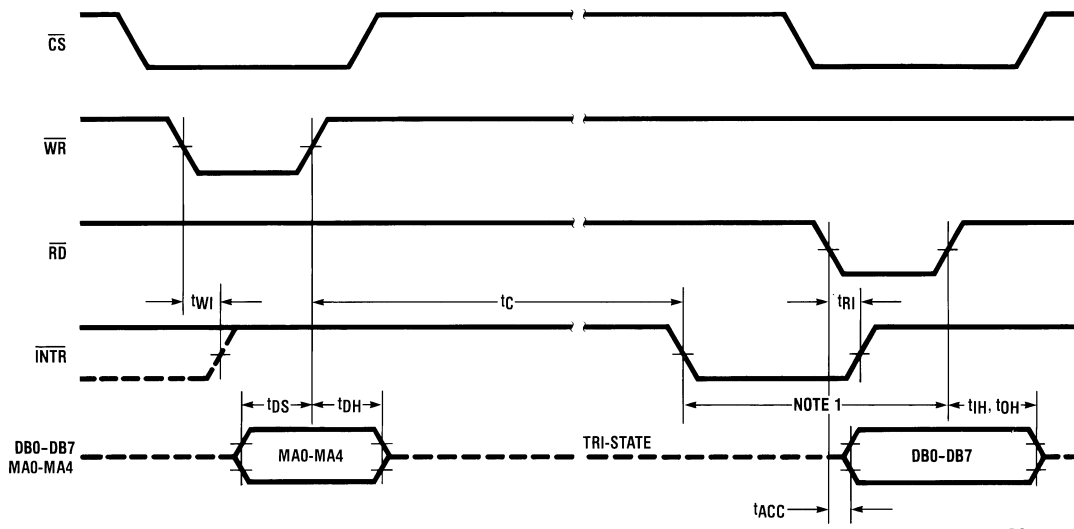 CS
WR
RD
tWI
tC
tRI
INTR
tDS
tDH
NOTE 1
tIH, tOH
DB0-DB7
MA0-MA4
MA0-MA4
TRI-STATE
DB0-DB7
tACC